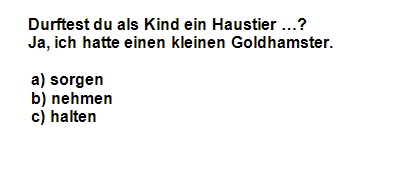 Durftest du als Kind ein Haustier …?
Ja, ich hatte einen kleinen Goldhamster.
a) sorgen
b) nehmen
c) halten